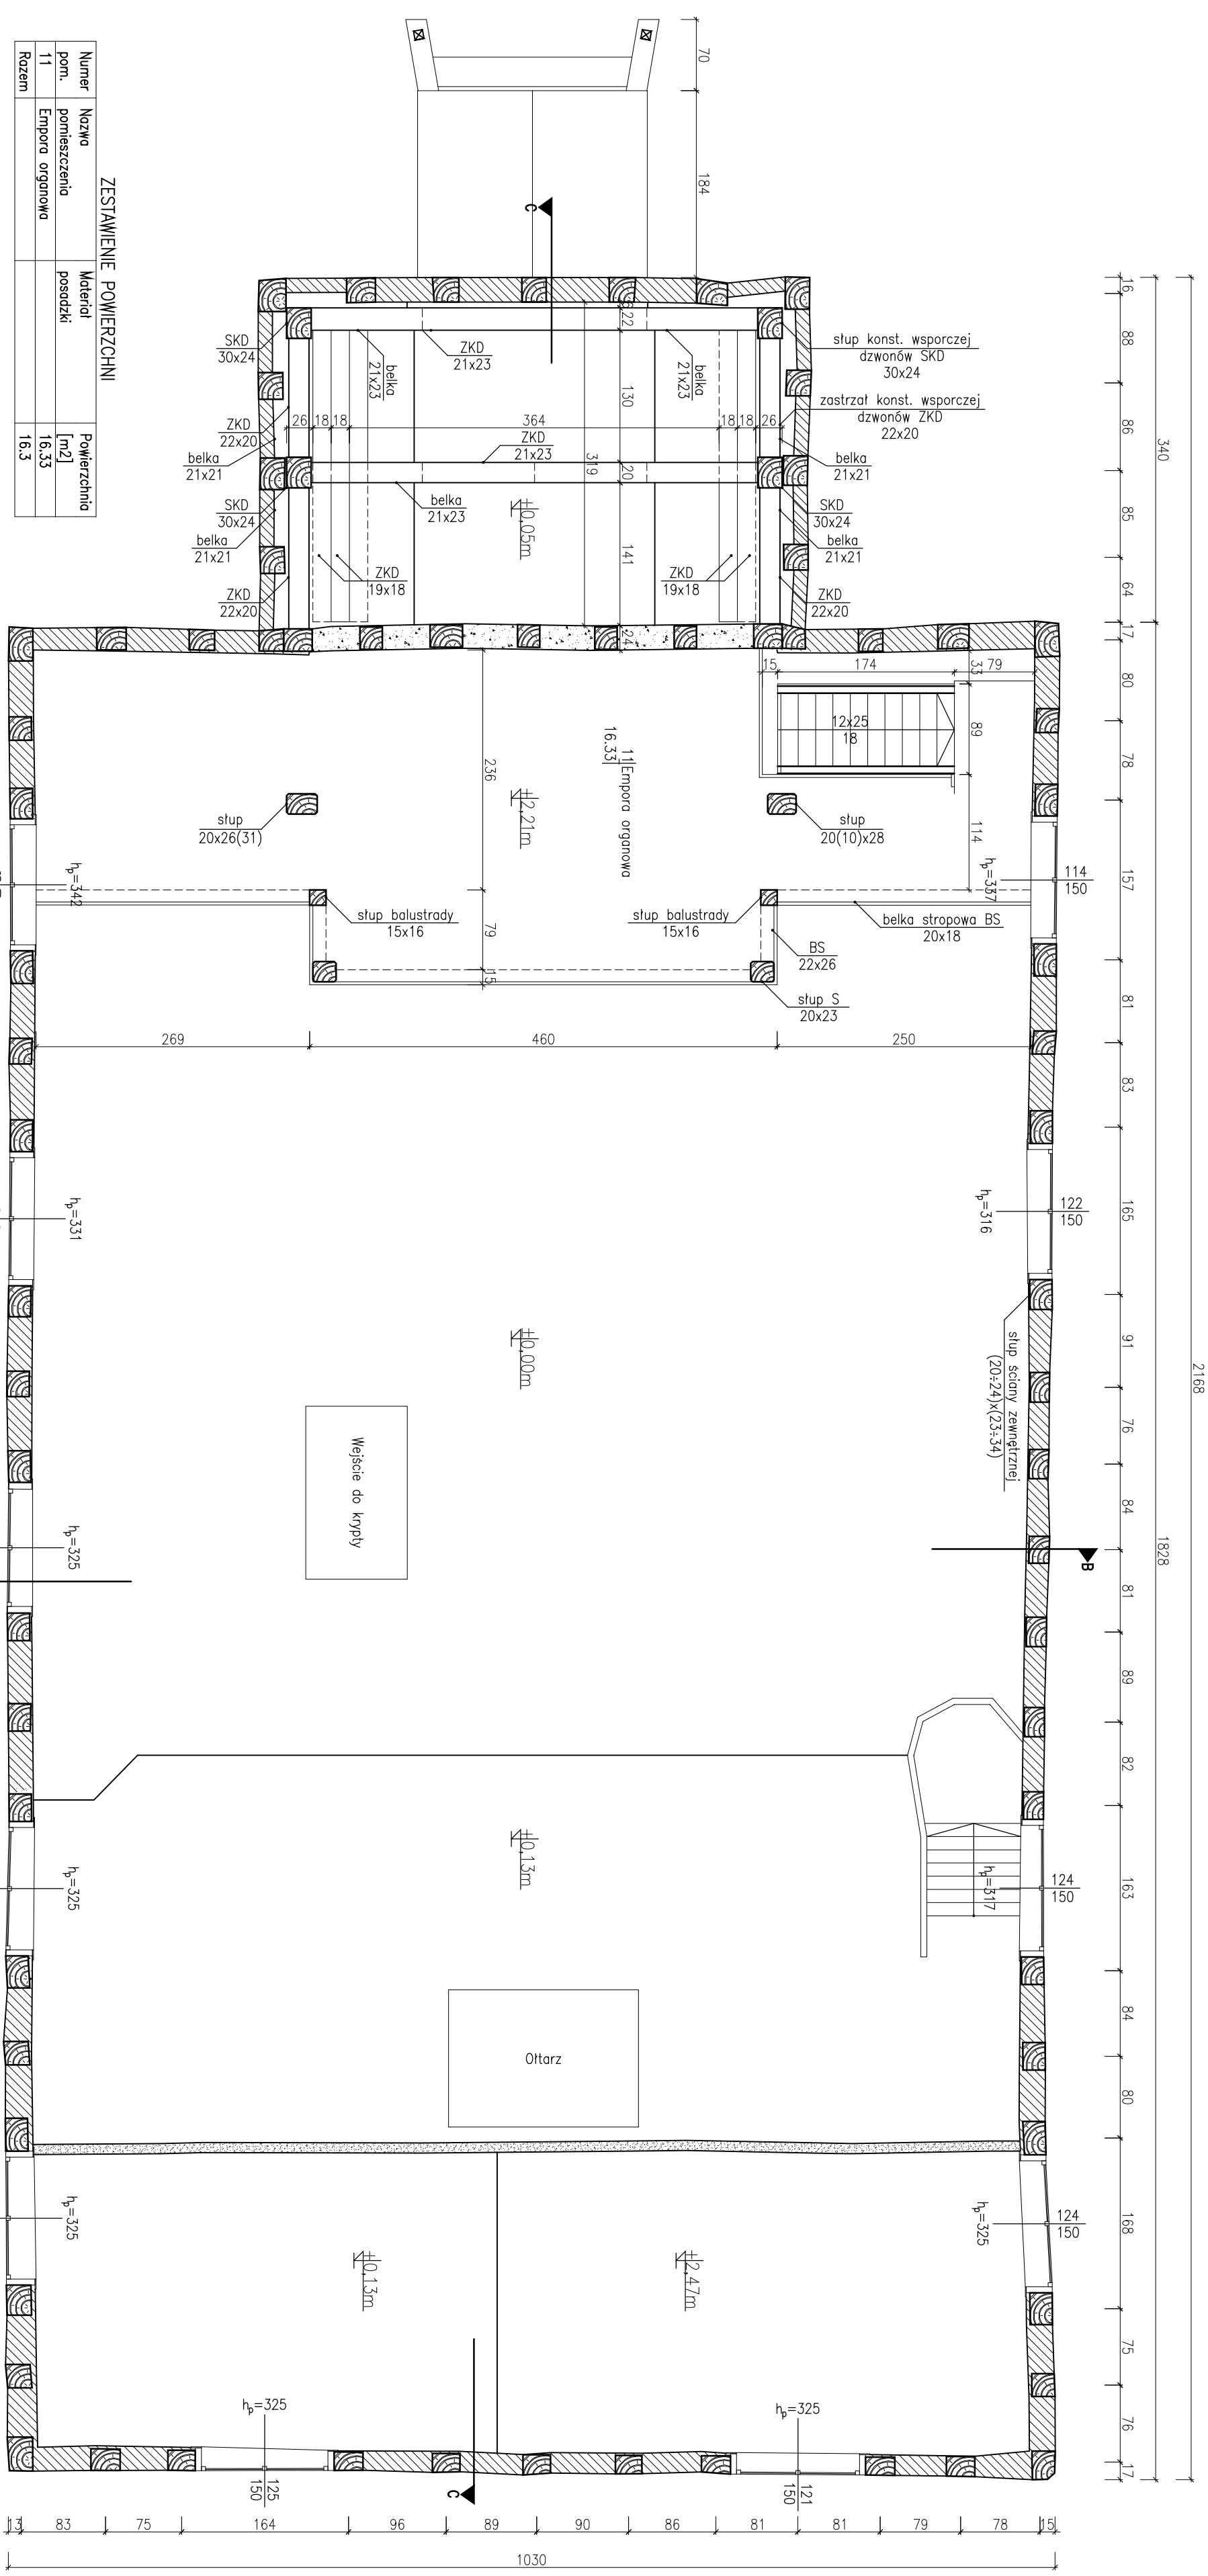 ZESTAWIENIE POWIERZCHNI
Numer pom.
Nazwa pomieszczenia
Materiał posadzki
Powierzchnia [m2]
11
Empora organowa
16.33
Razem
16.3
70
184
C
16
88
86
85
64
17
340
2168
1828
80
78
157
81
83
165
91
76
84
81
89
82
163
84
80
168
75
76
17
SKD
30x24
ZKD
21x23
belka
21x23
belka
21x23
słup konst. wsporczej
dzwonów SKD
30x24
zastrzał konst. wsporczej
dzwonów ZKD
22x20
22
130
319
20
141
24
26
18
18
364
18
18
26
ZKD
22x20
ZKD
21x23
belka
21x21
belka
21x21
SKD
30x24
belka
21x23
±0,05m
SKD
30x24
belka
21x21
belka
21x21
ZKD
22x20
ZKD
19x18
ZKD
19x18
ZKD
22x20
15
174
33
79
12x25
18
89
114
236
11
Empora organowa
16.33
±2,21m
słup
20x26(31)
słup
20(10)x28
hp=342
hp=337
114
150
słup balustrady
15x16
słup balustrady
15x16
79
15
belka stropowa BS
20x18
BS
22x26
słup S
20x23
269
460
250
hp=331
hp=316
122
150
słup ściany zewnętrznej
(20÷24)x(23÷34)
±0,00m
Wejście do krypty
hp=325
B
±0,13m
hp=325
hp=317
124
150
Ołtarz
hp=325
hp=325
124
150
±0,13m
±2,47m
hp=325
hp=325
125
150
121
150
C
13
83
75
164
96
89
90
86
81
81
79
78
15
1030